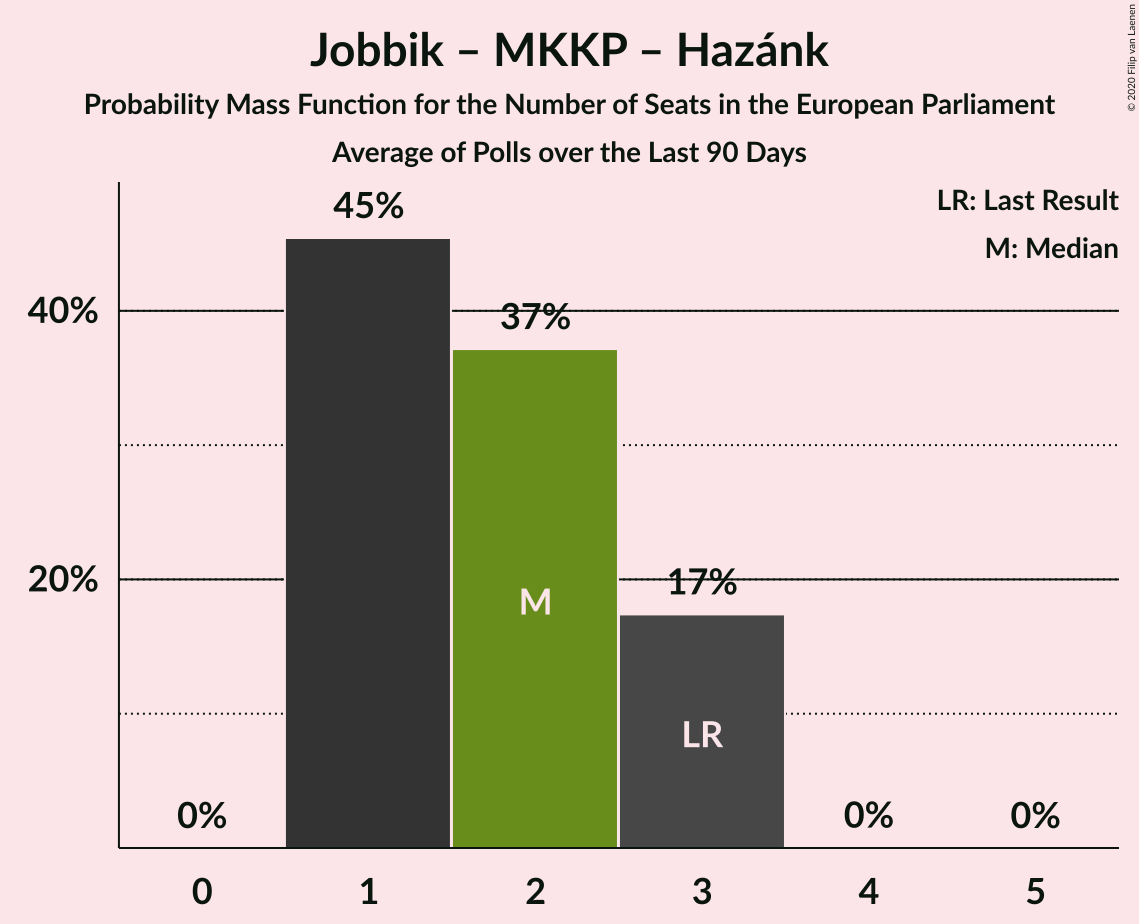 Jobbik – MKKP – Hazánk
Probability Mass Function for the Number of Seats in the European Parliament
Average of Polls over the Last 90 Days
© 2020 Filip van Laenen
LR: Last Result
M: Median
45%
40%
37%
20%
17%
M
LR
0%
0%
0%
0
1
2
3
4
5